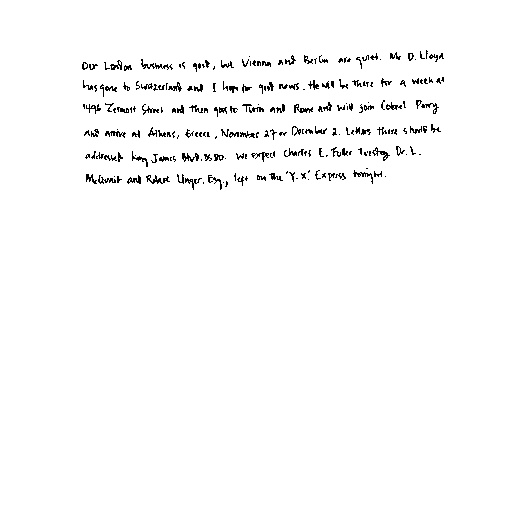 Our London business is good, but Vienna and Berlin are quiet. Mr. D. Lloyd
has gone to Switzerland and I hope for good news. He will be there for a week at
1496 Zermott Street and then goes to Turin and Rome and will join Colonel Parry
and arrive at Athens, Greece, November 27 or December 2. Letters there should be
addressed: King James Blvd. 3580. We expect Charles E. Fuller Tuesday. Dr. L.
McQuaid and Robert Unger, Esq., left on the "Y.X." Express tonight.